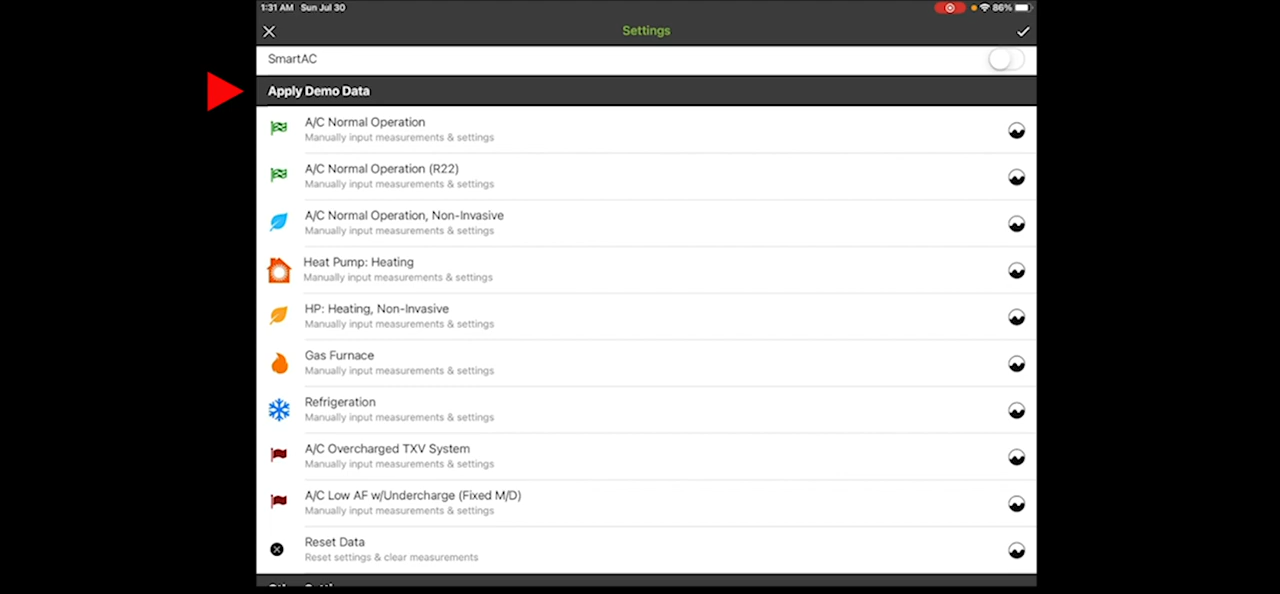 1:31 AM Sun Jul 30
86%
Settings
SmartAC
Apply Demo Data
A/C Normal Operation
Manually input measurements & settings
A/C Normal Operation (R22)
Manually input measurements & settings
A/C Normal Operation, Non-Invasive
Manually input measurements & settings
Heat Pump: Heating
Manually input measurements & settings
HP: Heating, Non-Invasive
Manually input measurements & settings
Gas Furnace
Manually input measurements & settings
Refrigeration
Manually input measurements & settings
A/C Overcharged TXV System
Manually input measurements & settings
A/C Low AF w/Undercharge (Fixed M/D)
Manually input measurements & settings
Reset Data
Reset settings & clear measurements